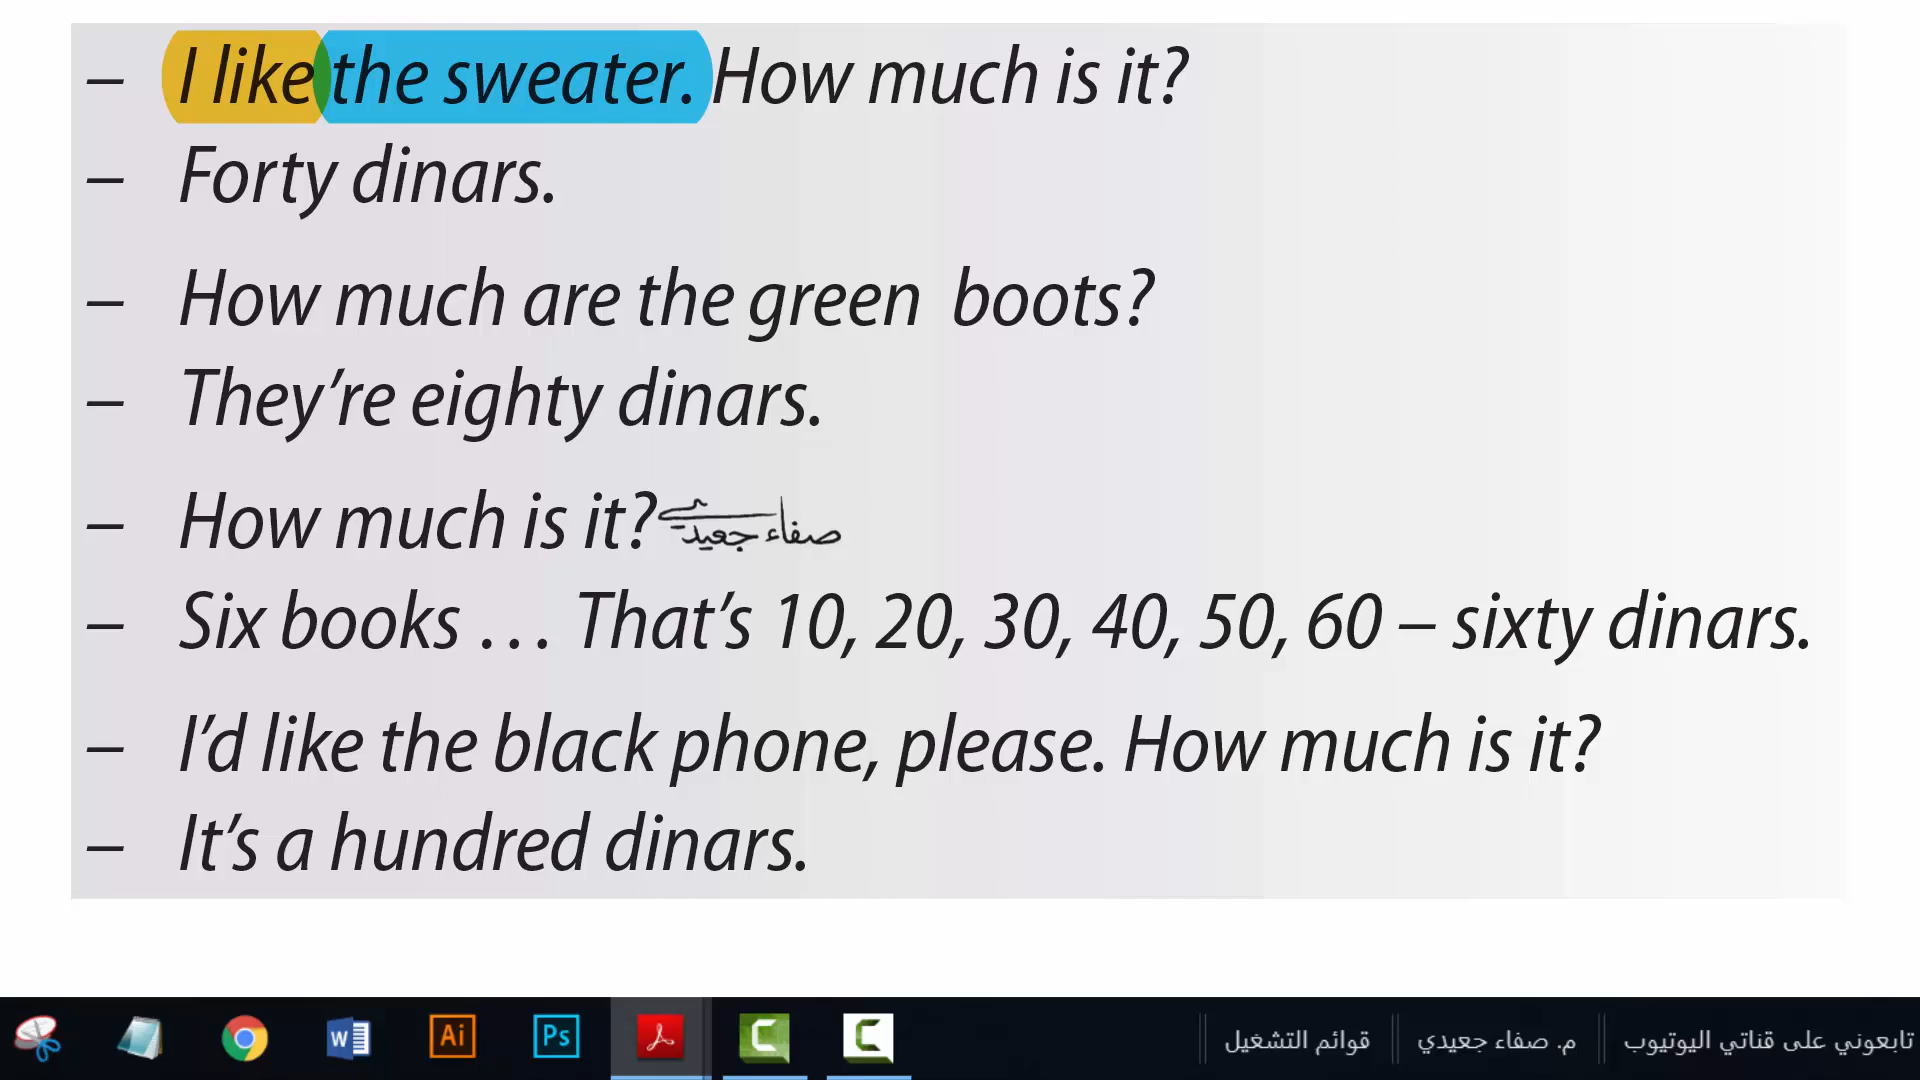 – I like the sweater. How much is it?
– Forty dinars.
– How much are the green boots?
– They’re eighty dinars.
– How much is it? صفاء جعيدي
– Six books … That’s 10, 20, 30, 40, 50, 60 – sixty dinars.
– I’d like the black phone, please. How much is it?
– It’s a hundred dinars.
W Ai Ps C C قوائم التشغيل م. صفاء جعيدي تابعوني على قناتي اليوتيوب